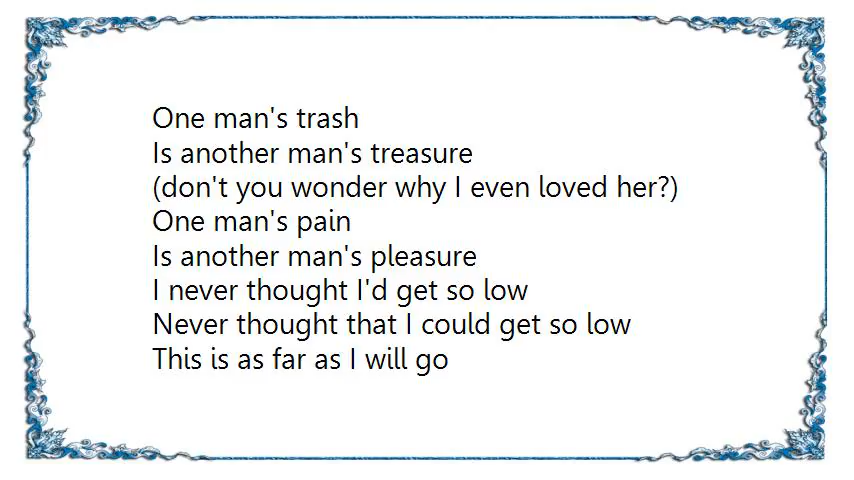 One man's trash
Is another man's treasure
(don't you wonder why I even loved her?)
One man's pain
Is another man's pleasure
I never thought I'd get so low
Never thought that I could get so low
This is as far as I will go